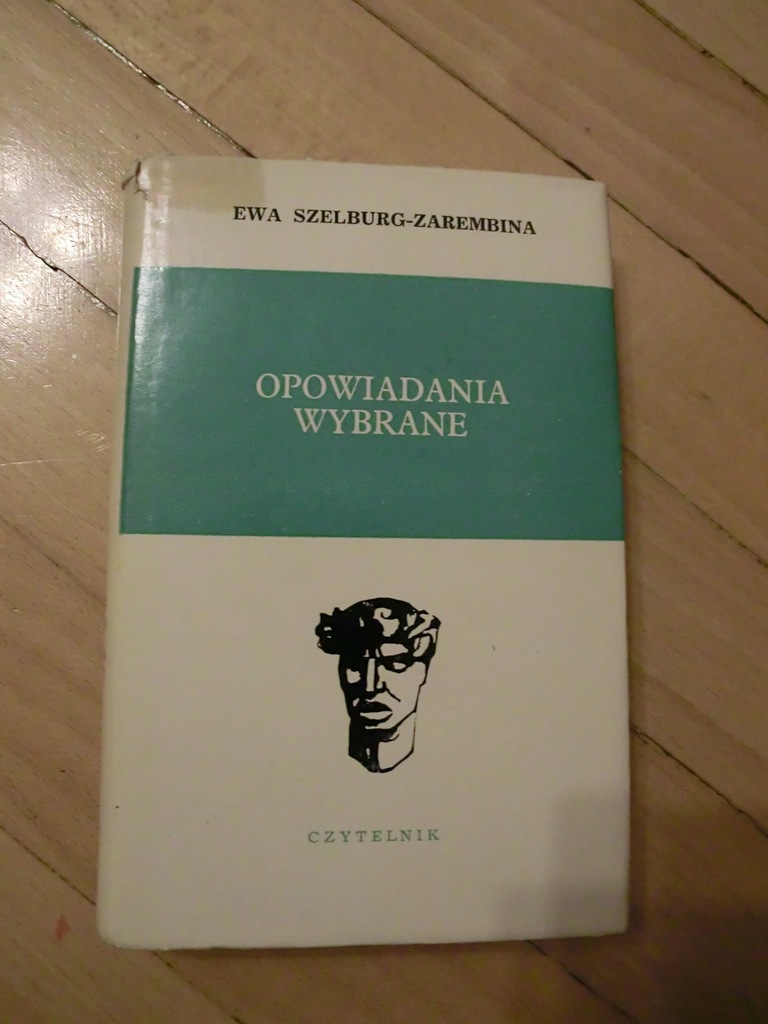 EWA SZELBURG-ZAREMBINA
OPOWIADANIA
WYBRANE
CZYTELNIK